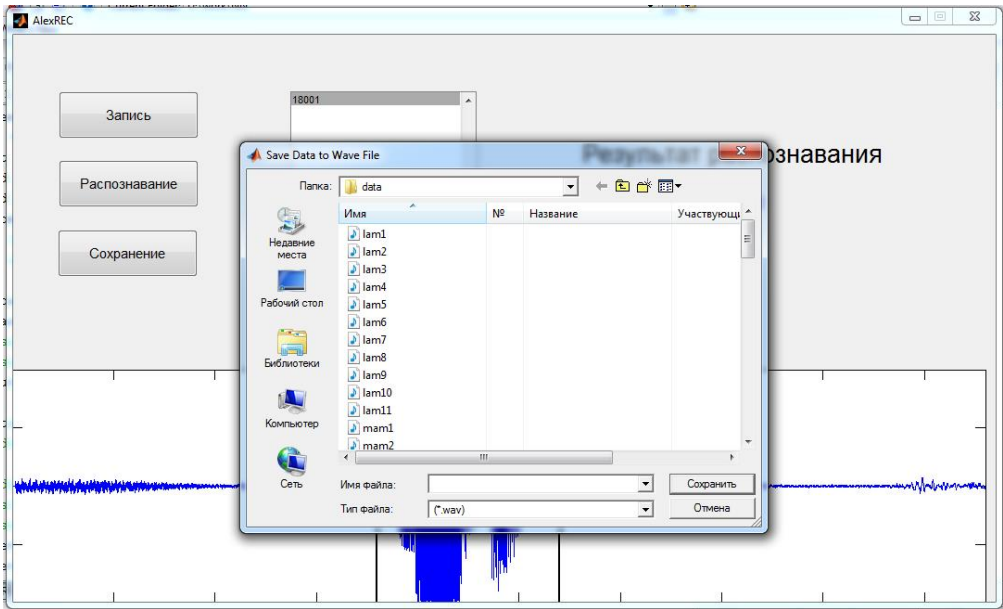 AlexREC
Запись
18001
Распознавание
Сохранение
Результат распознавания
Save Data to Wave File
Папка:
data
Имя
№
Название
Участвующи
Недавние
места
Рабочий стол
Библиотеки
Компьютер
Сеть
lam1
lam2
lam3
lam4
lam5
lam6
lam7
lam8
lam9
lam10
lam11
mam1
mam2
Имя файла:
Сохранить
Тип файла:
(*.wav)
Отмена